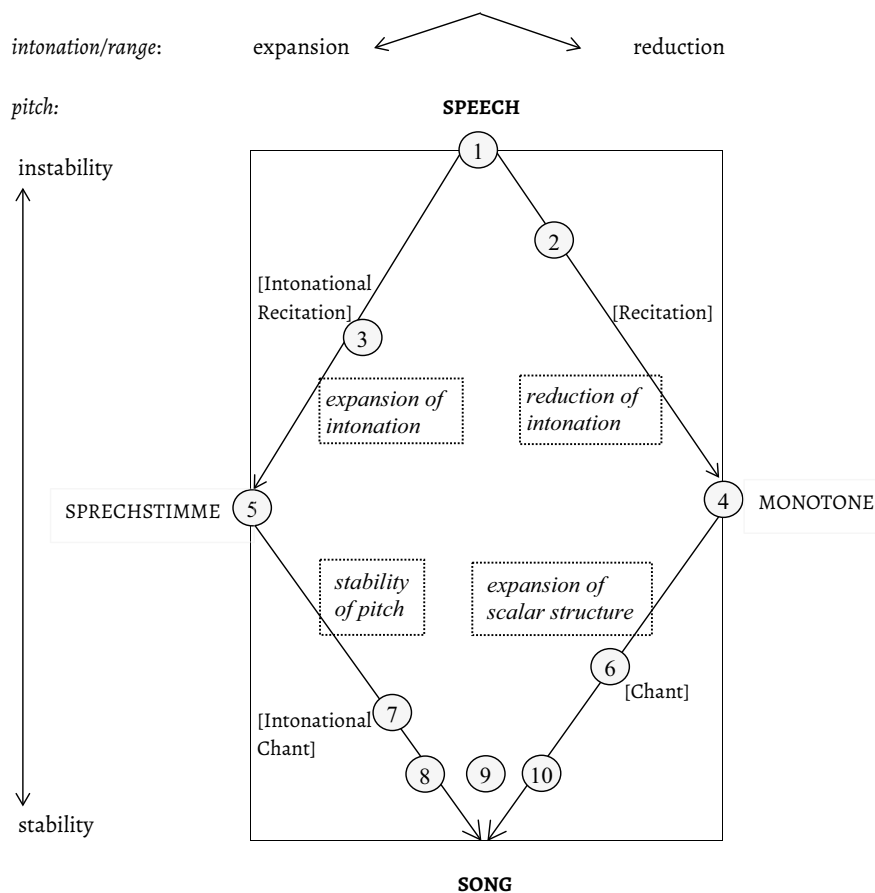 intonation/range: expansion reduction
pitch: SPEECH
instability
1
2
[Intonational
Recitation]
[Recitation]
3
expansion of
intonation
reduction of
intonation
SPRECHSTIMME 5
4 MONOTONE
stability
of pitch
expansion of
scalar structure
6
[Chant]
7
[Intonational
Chant]
8 9 10
stability
SONG